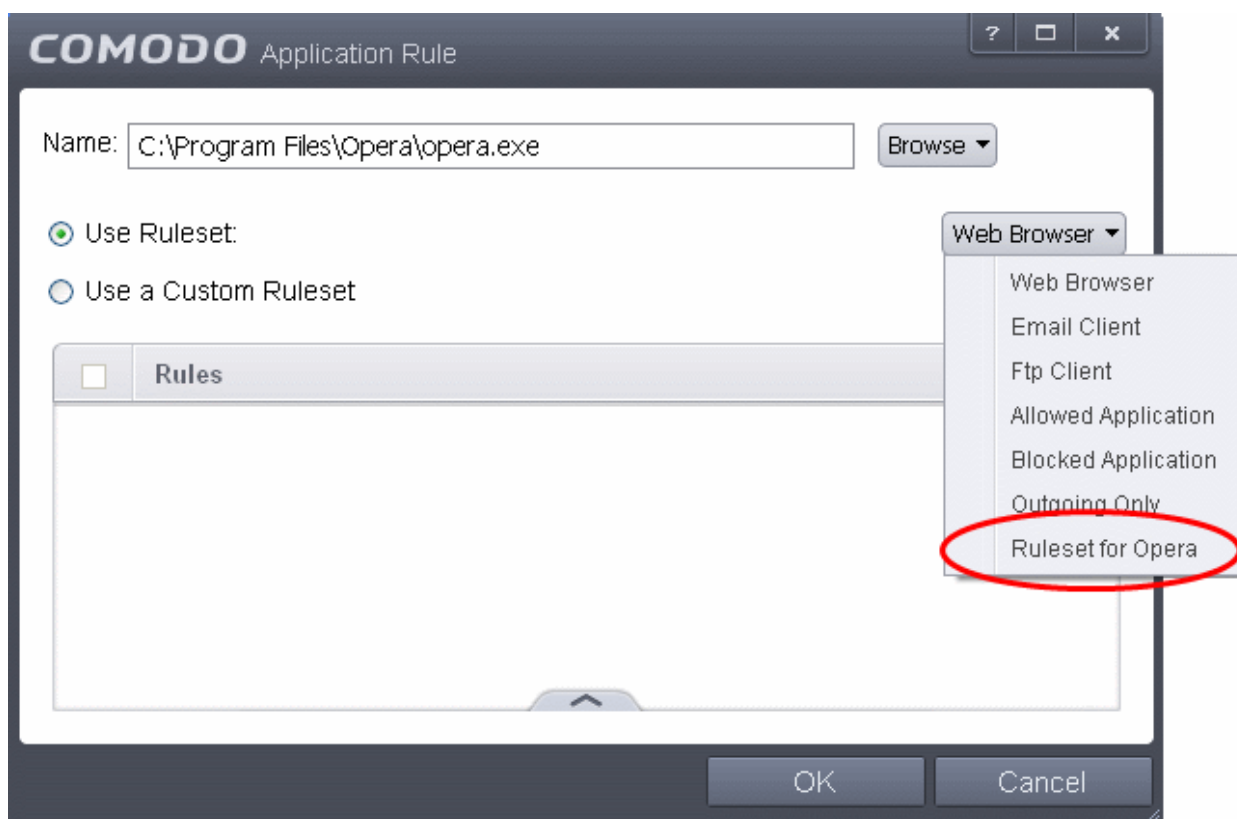 COMODO Application Rule
?
Name: C:\Program Files\Opera\opera.exe Browse
Use Ruleset: Web Browser
Use a Custom Ruleset
Web Browser
Email Client
Ftp Client
Allowed Application
Blocked Application
Outgoing Only
Ruleset for Opera
Rules
OK Cancel